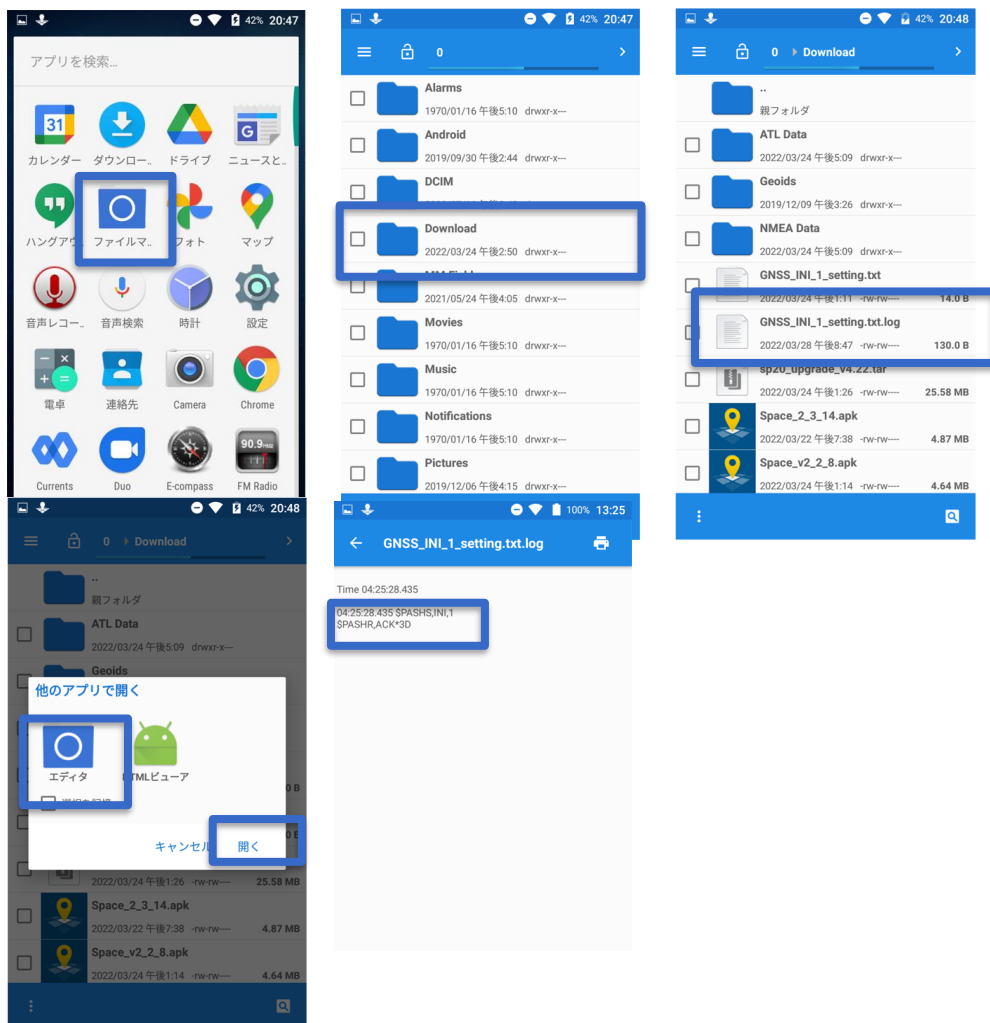 42% 20:47
アプリを検索...
31
カレンダー
ダウンロー..
ドライブ
ニュースと..
ハングアウ
ファイルマ..
フォト
マップ
音声レコー..
音声検索
時計
設定
電卓
連絡先
Camera
Chrome
90.9
Currents
Duo
E-compass
FM Radio
42% 20:47
0
Alarms
1970/01/16 午後5:10 drwxr-x---
Android
2019/09/30 午後2:44 drwxr-x---
DCIM
Download
2022/03/24 午後2:50 drwxr-x---
2021/05/24 午後4:05 drwxr-x---
Movies
1970/01/16 午後5:10 drwxr-x---
Music
1970/01/16 午後5:10 drwxr-x---
Notifications
1970/01/16 午後5:10 drwxr-x---
Pictures
2019/12/06 午後4:15 drwxr-x---
42% 20:48
0 Download
..
親フォルダ
ATL Data
2022/03/24 午後5:09 drwxr-x---
Geoids
2019/12/09 午後3:26 drwxr-x---
NMEA Data
2022/03/24 午後5:09 drwxr-x---
GNSS_INI_1_setting.txt
2022/03/24 午後1:11 -rw-rw---- 14.0 B
GNSS_INI_1_setting.txt.log
2022/03/28 午後8:47 -rw-rw---- 130.0 B
sp20_upgrade_v4.22.tar
2022/03/24 午後1:26 -rw-rw---- 25.58 MB
Space_2_3_14.apk
2022/03/22 午後7:38 -rw-rw---- 4.87 MB
Space_v2_2_8.apk
2022/03/24 午後1:14 -rw-rw---- 4.64 MB
42% 20:48
0 Download
..
親フォルダ
ATL Data
2022/03/24 午後5:09 drwxr-x---
Geoids
他のアプリで開く
エディタ
HTMLビューア
選択を記憶
0 B
キャンセル
開く
2022/03/24 午後1:26 -rw-rw---- 25.58 MB
Space_2_3_14.apk
2022/03/22 午後7:38 -rw-rw---- 4.87 MB
Space_v2_2_8.apk
2022/03/24 午後1:14 -rw-rw---- 4.64 MB
100% 13:25
GNSS_INI_1_setting.txt.log
Time 04:25:28.435
04:25:28.435 $PASHS,INI,1
$PASHR,ACK*3D